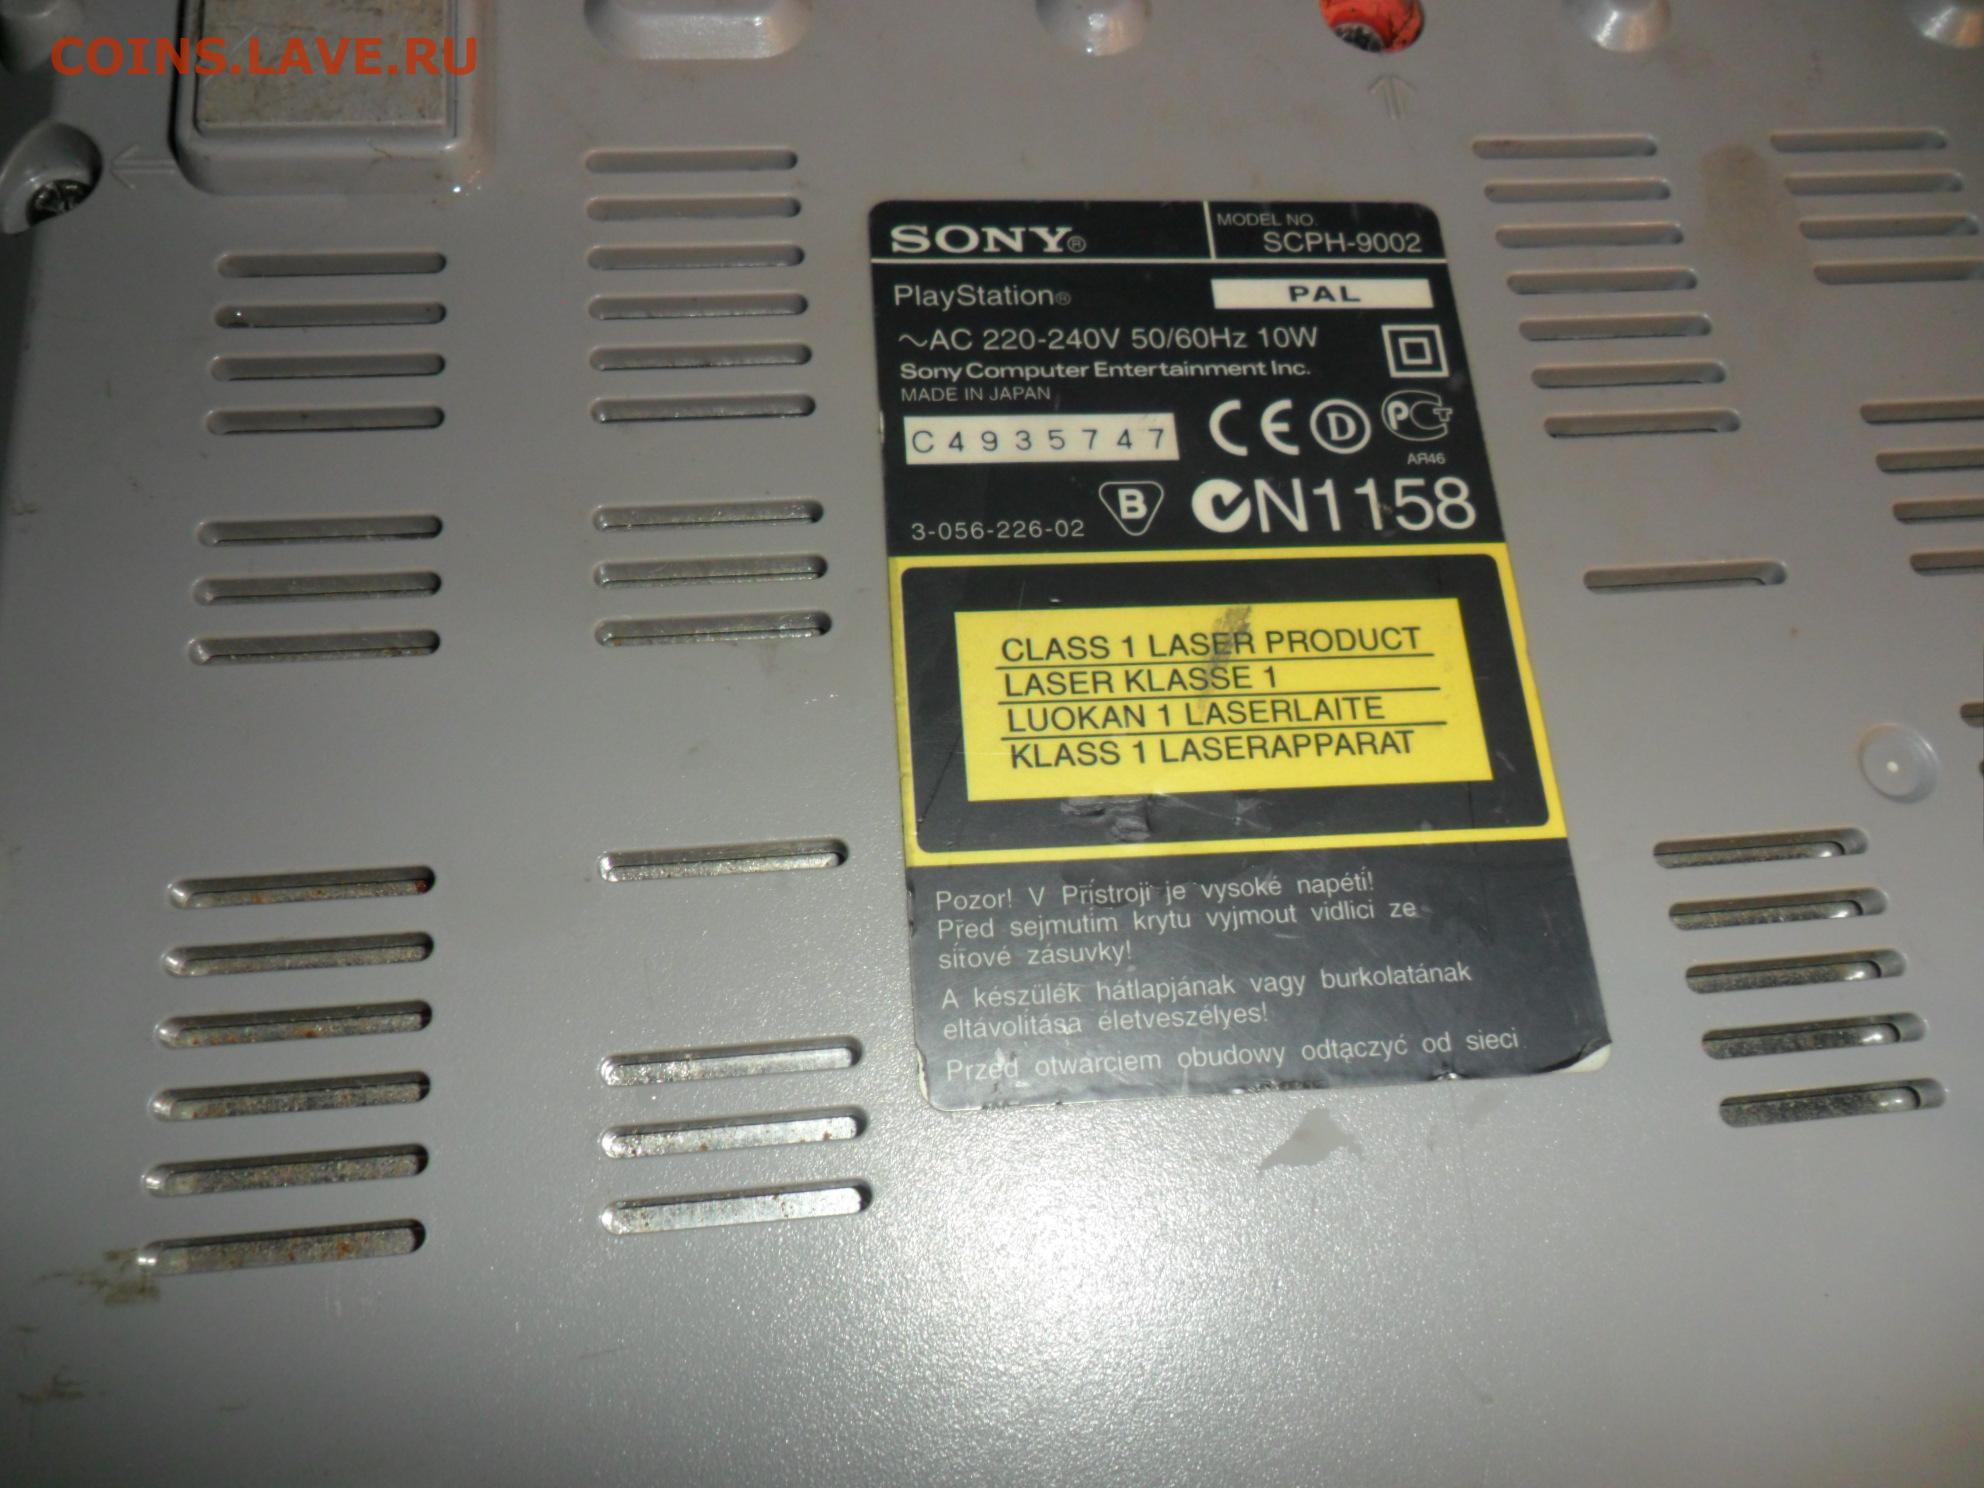 COINS.LAVE.RU
SONY®
MODEL NO.
SCPH-9002
PlayStation®
PAL
~AC 220-240V 50/60Hz 10W
Sony Computer Entertainment Inc.
MADE IN JAPAN
C4935747
CE D PCT
AЯ46
3-056-226-02
B
N1158
CLASS 1 LASER PRODUCT
LASER KLASSE 1
LUOKAN 1 LASERLAITE
KLASS 1 LASERAPPARAT
Pozor! V Přístroji je vysoké napětí!
Před sejmutím krytu vyjmout vidlici ze
síťové zásuvky!
A készülék hátlapjának vagy burkolatának
eltávolitása életveszélyes!
Przed otwarciem obudowy odtączyć od sieci